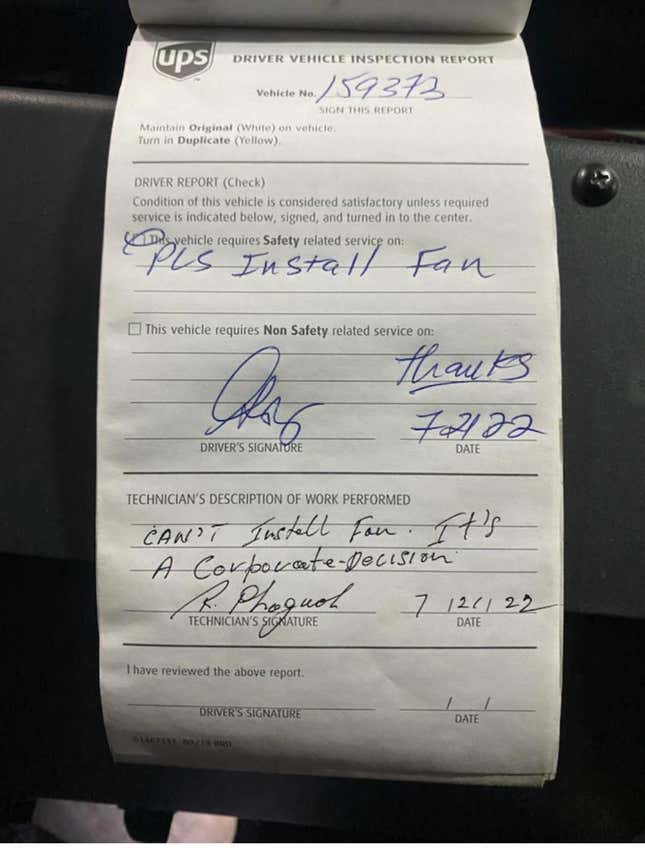 ups
DRIVER VEHICLE INSPECTION REPORT
Vehicle No. 159373
SIGN THIS REPORT
Maintain Original (White) on vehicle.
Turn in Duplicate (Yellow).
DRIVER REPORT (Check)
Condition of this vehicle is considered satisfactory unless required
service is indicated below, signed, and turned in to the center.
This vehicle requires Safety related service on:
PLS Install Fan
This vehicle requires Non Safety related service on:
thanks
7-21-22
DRIVER'S SIGNATURE DATE
TECHNICIAN'S DESCRIPTION OF WORK PERFORMED
CAN'T Install Fan. It's
A Corporate-Decision
R. 7/21/22
TECHNICIAN'S SIGNATURE DATE
I have reviewed the above report.
/ /
DRIVER'S SIGNATURE DATE